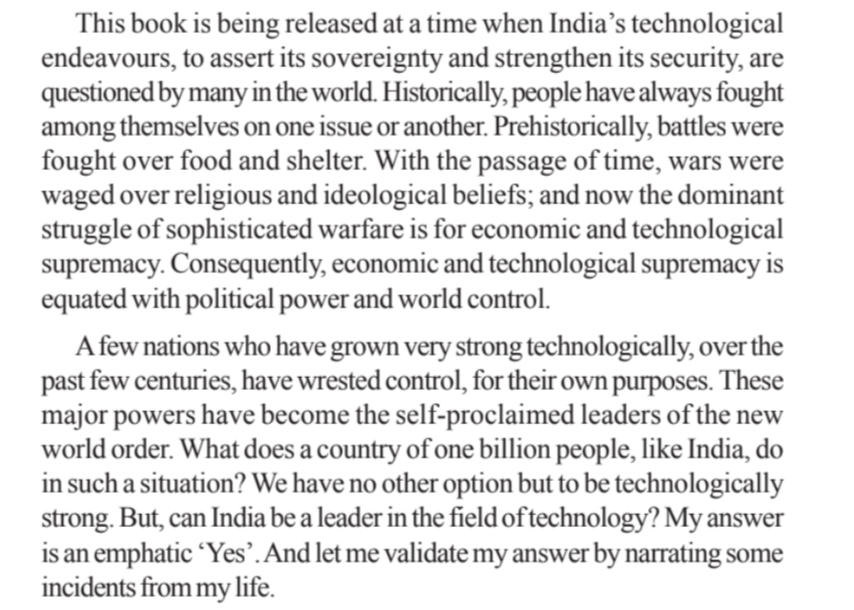 This book is being released at a time when India’s technological
endeavours, to assert its sovereignty and strengthen its security, are
questioned by many in the world. Historically, people have always fought
among themselves on one issue or another. Prehistorically, battles were
fought over food and shelter. With the passage of time, wars were
waged over religious and ideological beliefs; and now the dominant
struggle of sophisticated warfare is for economic and technological
supremacy. Consequently, economic and technological supremacy is
equated with political power and world control.
A few nations who have grown very strong technologically, over the
past few centuries, have wrested control, for their own purposes. These
major powers have become the self-proclaimed leaders of the new
world order. What does a country of one billion people, like India, do
in such a situation? We have no other option but to be technologically
strong. But, can India be a leader in the field of technology? My answer
is an emphatic ‘Yes’. And let me validate my answer by narrating some
incidents from my life.